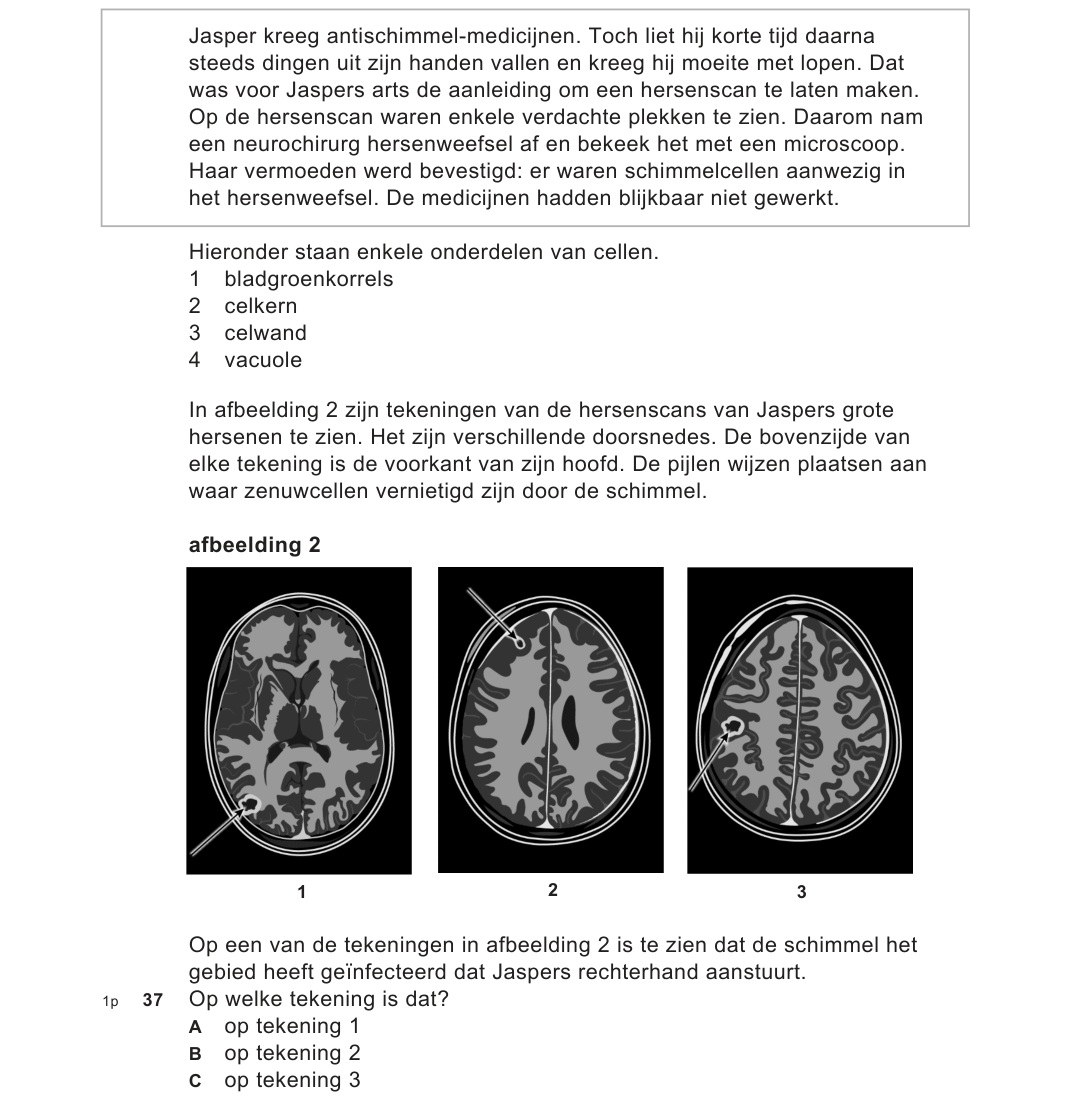 Jasper kreeg antischimmel-medicijnen. Toch liet hij korte tijd daarna
steeds dingen uit zijn handen vallen en kreeg hij moeite met lopen. Dat
was voor Jaspers arts de aanleiding om een hersenscan te laten maken.
Op de hersenscan waren enkele verdachte plekken te zien. Daarom nam
een neurochirurg hersenweefsel af en bekeek het met een microscoop.
Haar vermoeden werd bevestigd: er waren schimmelcellen aanwezig in
het hersenweefsel. De medicijnen hadden blijkbaar niet gewerkt.
Hieronder staan enkele onderdelen van cellen.
1 bladgroenkorrels
2 celkern
3 celwand
4 vacuole
In afbeelding 2 zijn tekeningen van de hersenscans van Jaspers grote
hersenen te zien. Het zijn verschillende doorsnedes. De bovenzijde van
elke tekening is de voorkant van zijn hoofd. De pijlen wijzen plaatsen aan
waar zenuwcellen vernietigd zijn door de schimmel.
afbeelding 2
1 2 3
Op een van de tekeningen in afbeelding 2 is te zien dat de schimmel het
gebied heeft geïnfecteerd dat Jaspers rechterhand aanstuurt.
1p 37 Op welke tekening is dat?
A op tekening 1
B op tekening 2
C op tekening 3